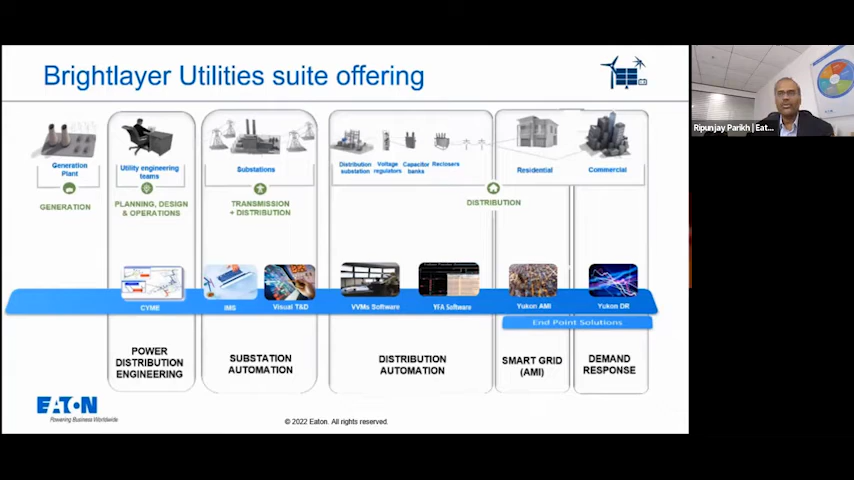 Brightlayer Utilities suite offering
Ripunjay Parikh | Eat...
Generation
Plant
Utility engineering
teams
Substations
Distribution
substation
Voltage
regulators
Capacitor
banks
Reclosers
Residential
Commercial
GENERATION
PLANNING, DESIGN
& OPERATIONS
TRANSMISSION
+ DISTRIBUTION
DISTRIBUTION
CYME
IMS
Visual T&D
VVMs Software
YFA Software
Yukon AMI
Yukon DR
End Point Solutions
POWER
DISTRIBUTION
ENGINEERING
SUBSTATION
AUTOMATION
DISTRIBUTION
AUTOMATION
SMART GRID
(AMI)
DEMAND
RESPONSE
EATON
Powering Business Worldwide
© 2022 Eaton. All rights reserved.